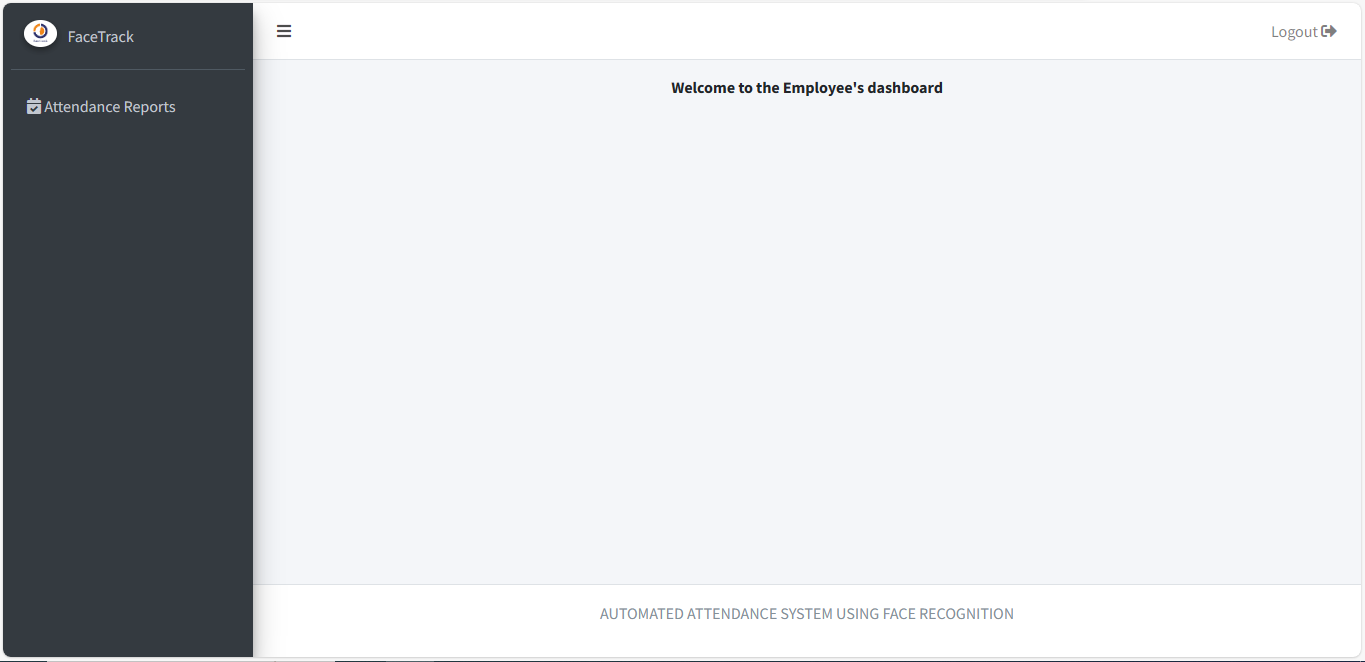 FaceTrack
Logout
Attendance Reports
Welcome to the Employee's dashboard
AUTOMATED ATTENDANCE SYSTEM USING FACE RECOGNITION